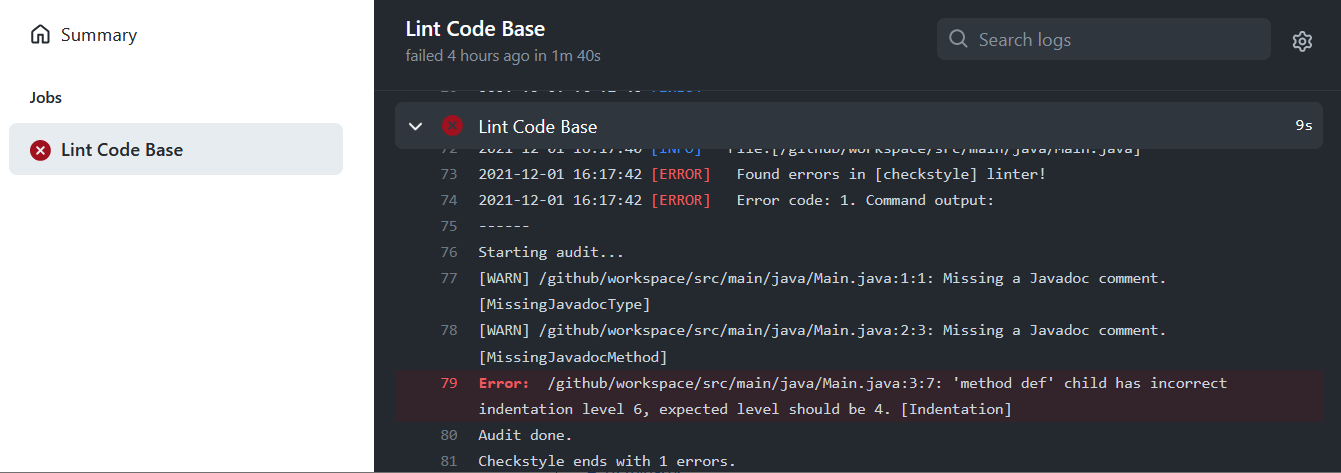 Summary
Jobs
Lint Code Base
Lint Code Base
failed 4 hours ago in 1m 40s
Search logs
Lint Code Base
9s
72 2021-12-01 16:17:40 [INFO] File:[/github/workspace/src/main/java/Main.java]
73 2021-12-01 16:17:42 [ERROR] Found errors in [checkstyle] linter!
74 2021-12-01 16:17:42 [ERROR] Error code: 1. Command output:
75 ------
76 Starting audit...
77 [WARN] /github/workspace/src/main/java/Main.java:1:1: Missing a Javadoc comment.
[MissingJavadocType]
78 [WARN] /github/workspace/src/main/java/Main.java:2:3: Missing a Javadoc comment.
[MissingJavadocMethod]
79 Error: /github/workspace/src/main/java/Main.java:3:7: 'method def' child has incorrect
indentation level 6, expected level should be 4. [Indentation]
80 Audit done.
81 Checkstyle ends with 1 errors.